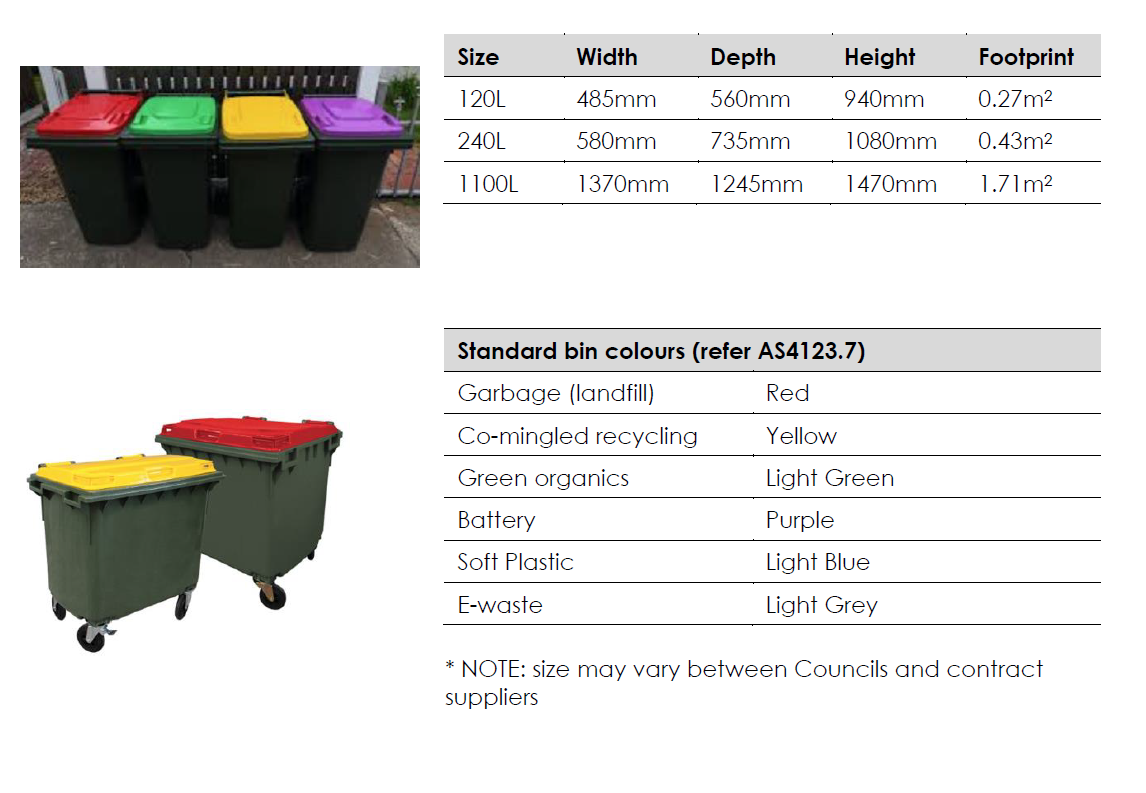 Size Width Depth Height Footprint
120L 485mm 560mm 940mm 0.27m²
240L 580mm 735mm 1080mm 0.43m²
1100L 1370mm 1245mm 1470mm 1.71m²
Standard bin colours (refer AS4123.7)
Garbage (landfill) Red
Co-mingled recycling Yellow
Green organics Light Green
Battery Purple
Soft Plastic Light Blue
E-waste Light Grey
* NOTE: size may vary between Councils and contract
suppliers